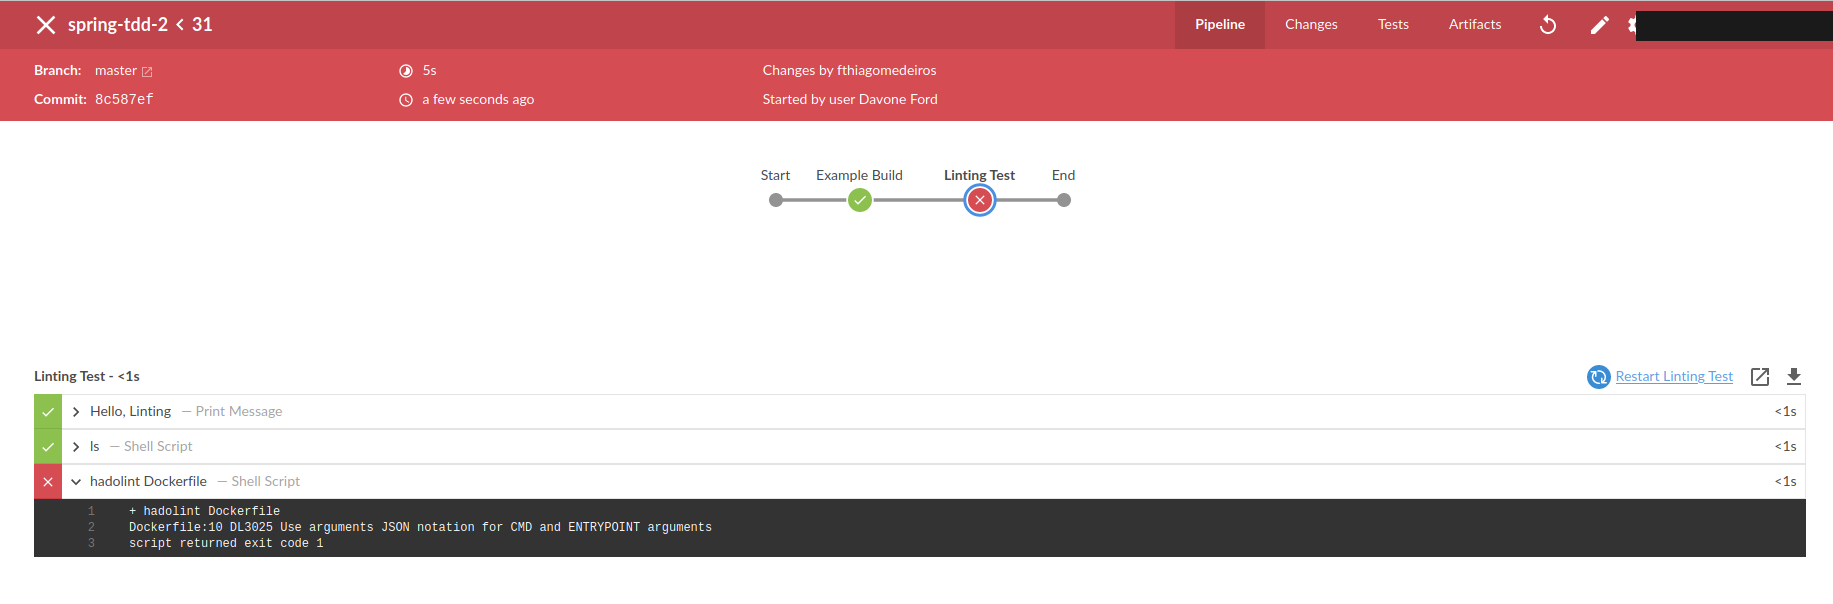 spring-tdd-2 < 31
Pipeline Changes Tests Artifacts
Branch: master 5s Changes by fthiagomedeiros
Commit: 8c587ef a few seconds ago Started by user Davone Ford
Start Example Build Linting Test End
Linting Test - <1s Restart Linting Test
Hello, Linting — Print Message <1s
ls — Shell Script <1s
hadolint Dockerfile — Shell Script <1s
1 + hadolint Dockerfile
2 Dockerfile:10 DL3025 Use arguments JSON notation for CMD and ENTRYPOINT arguments
3 script returned exit code 1